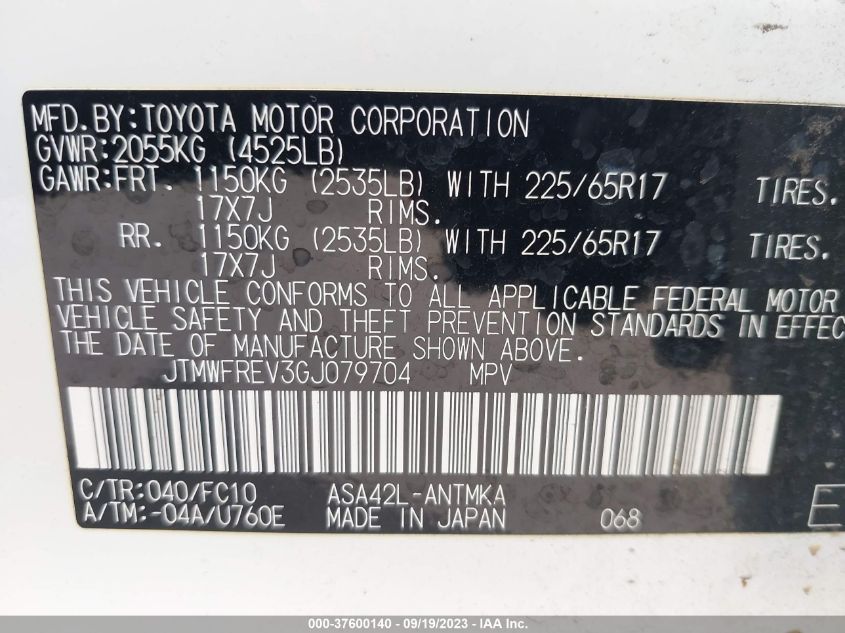 MFD.BY:TOYOTA MOTOR CORPORATION
GVWR:2055KG (4525LB)
GAWR:FRT. 1150KG (2535LB) WITH 225/65R17 TIRES.
17X7J RIMS.
RR. 1150KG (2535LB) WITH 225/65R17 TIRES.
17X7J RIMS.
THIS VEHICLE CONFORMS TO ALL APPLICABLE FEDERAL MOTOR
VEHICLE SAFETY AND THEFT PREVENTION STANDARDS IN EFFEC
THE DATE OF MANUFACTURE SHOWN ABOVE.
JTMWFREV3GJ079704 MPV
C/TR:040/FC10 ASA42L-ANTMKA
A/TM:-04A/U760E MADE IN JAPAN 068 E
000-37600140 - 09/19/2023 - IAA Inc.